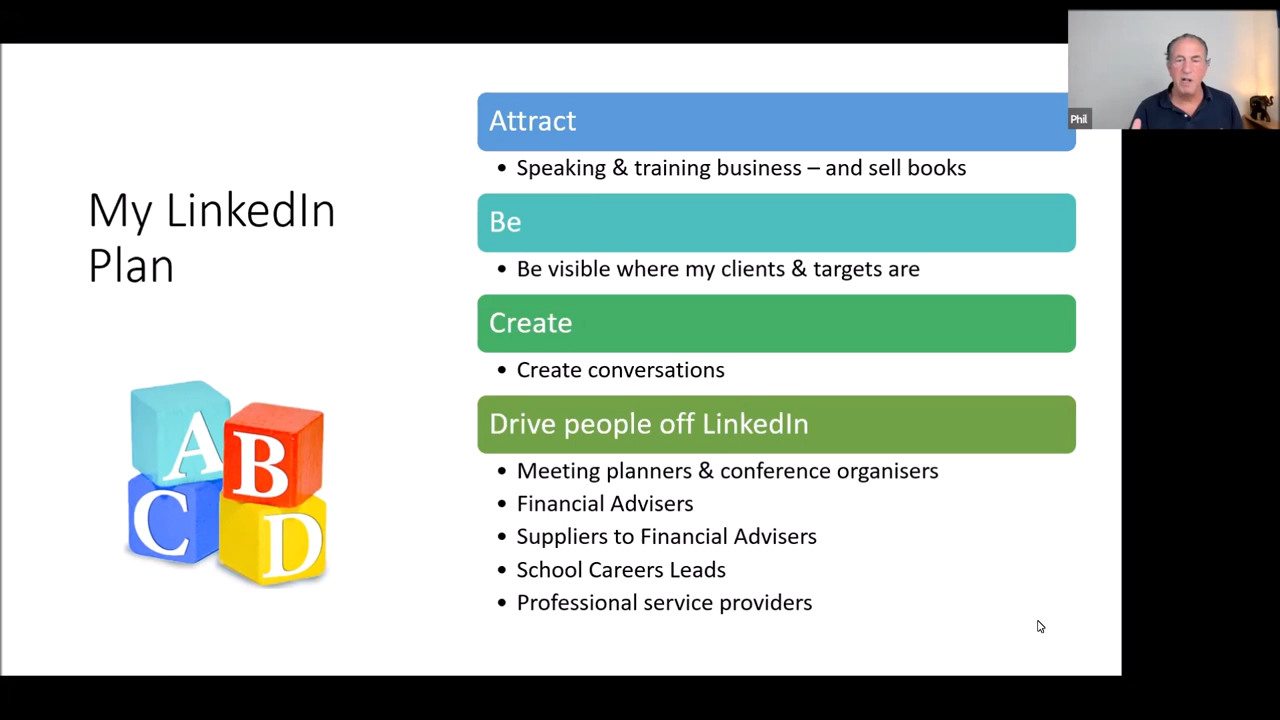 My LinkedIn
Plan
A
B
C
D
Attract
• Speaking & training business – and sell books
Be
• Be visible where my clients & targets are
Create
• Create conversations
Drive people off LinkedIn
• Meeting planners & conference organisers
• Financial Advisers
• Suppliers to Financial Advisers
• School Careers Leads
• Professional service providers
Phil